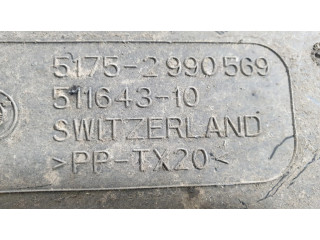 5175-2990569
511643-10
SWITZERLAND
>PP-TX20<